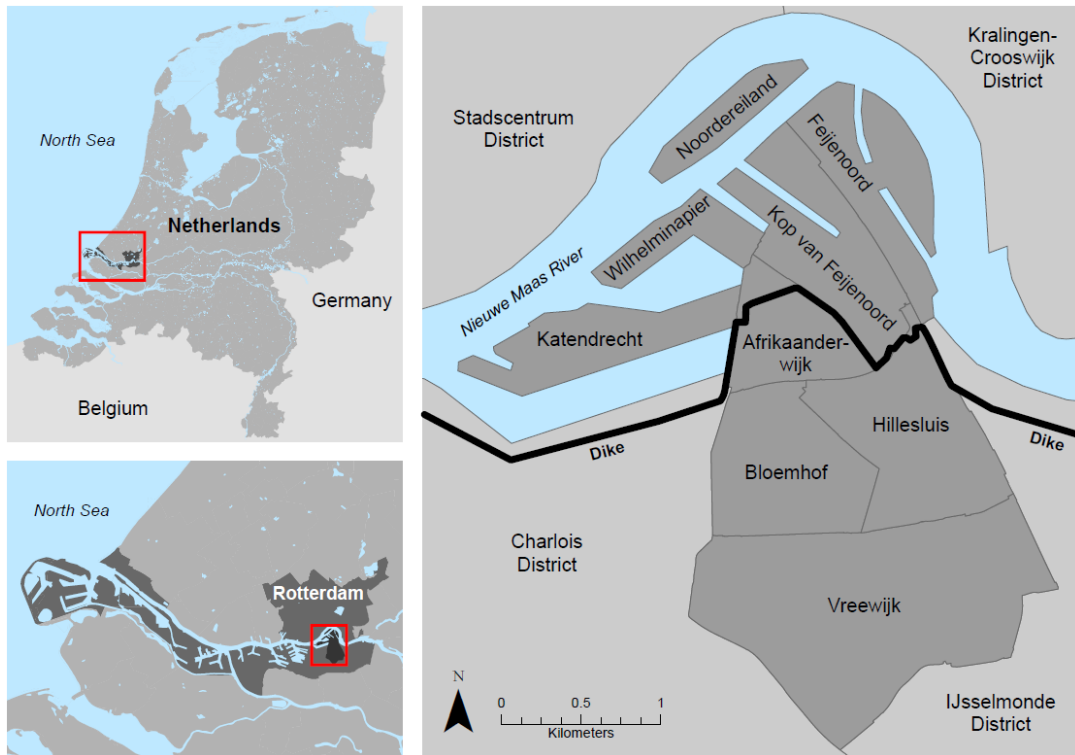 North Sea
Netherlands
Germany
Belgium
North Sea
Rotterdam
Kralingen-
Crooswijk
District
Stadscentrum
District
Noordereiland
Feijenoord
Wilhelminapier
Kop van Feijenoord
Nieuwe Maas River
Katendrecht
Afrikaander-
wijk
Hillesluis
Dike
Dike
Bloemhof
Charlois
District
Vreewijk
IJsselmonde
District
N
0 0.5 1
Kilometers